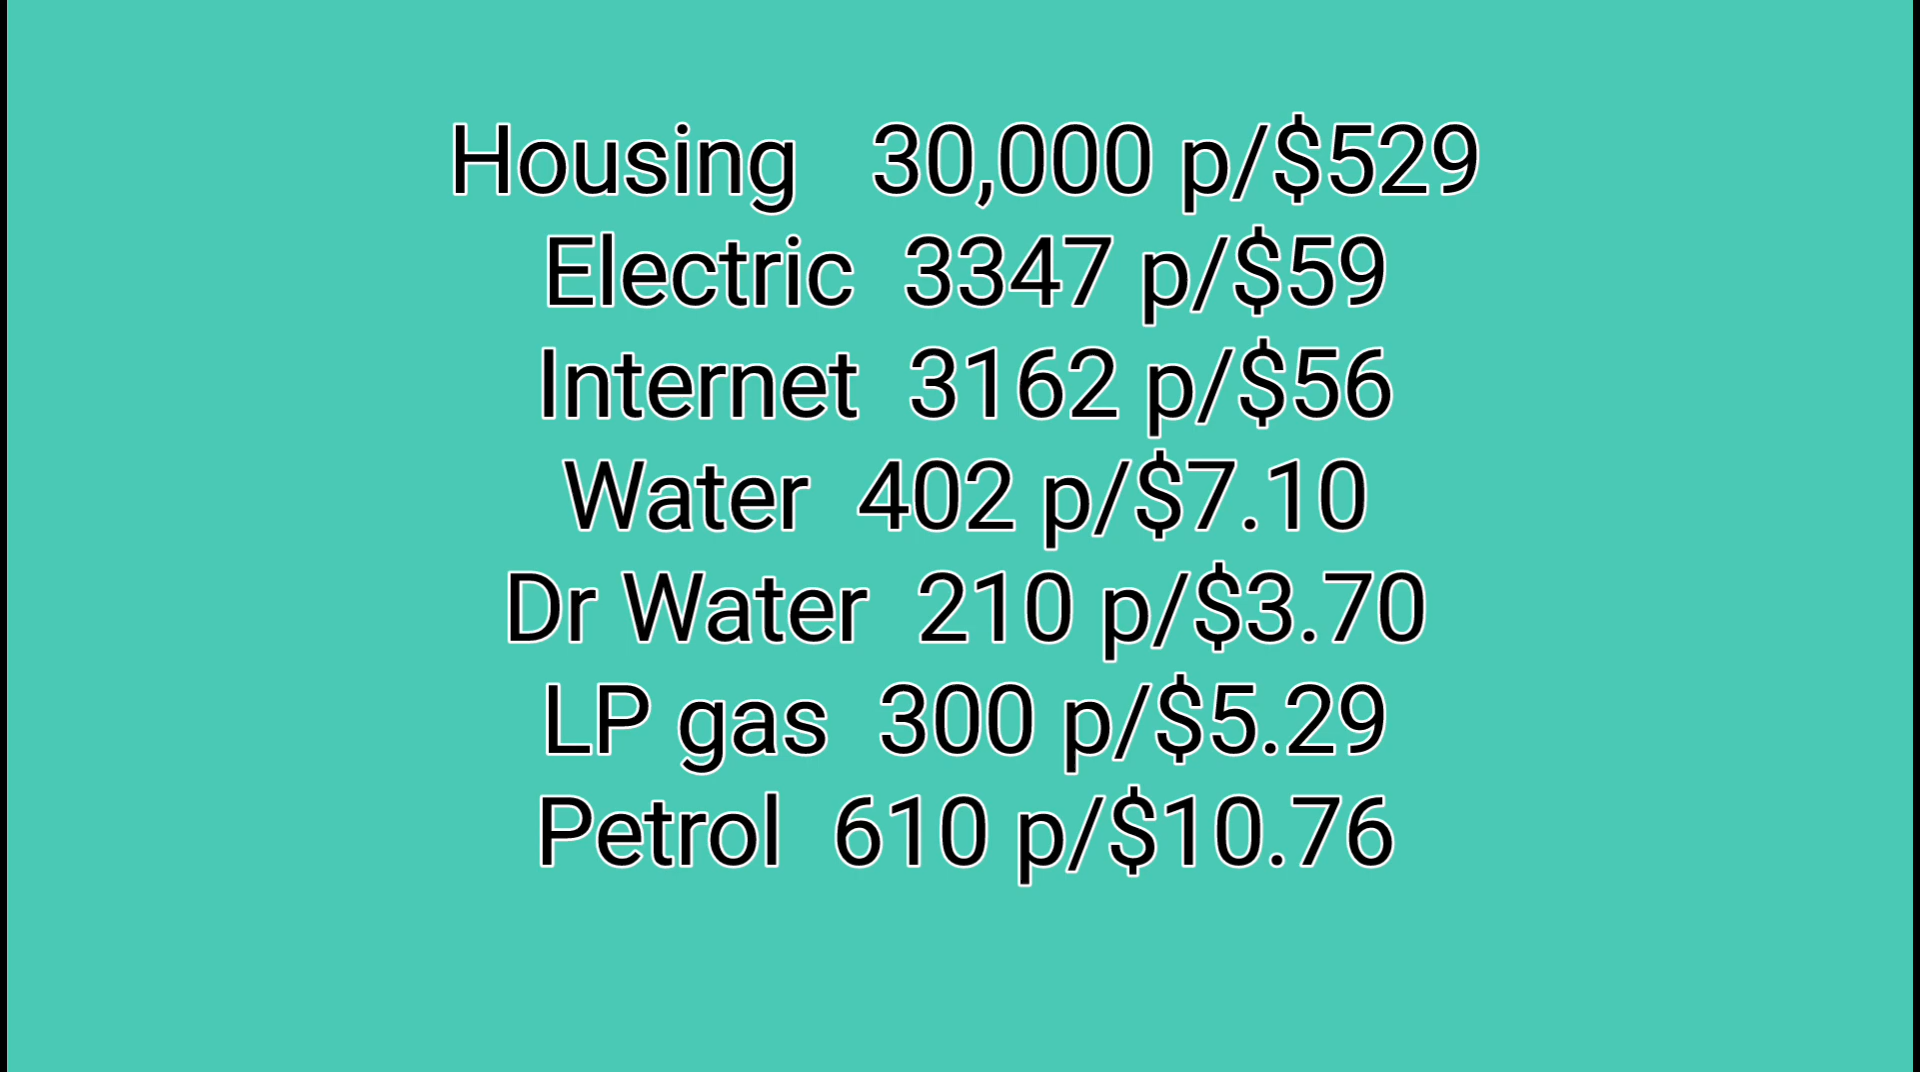 Housing 30,000 p/$529
Electric 3347 p/$59
Internet 3162 p/$56
Water 402 p/$7.10
Dr Water 210 p/$3.70
LP gas 300 p/$5.29
Petrol 610 p/$10.76